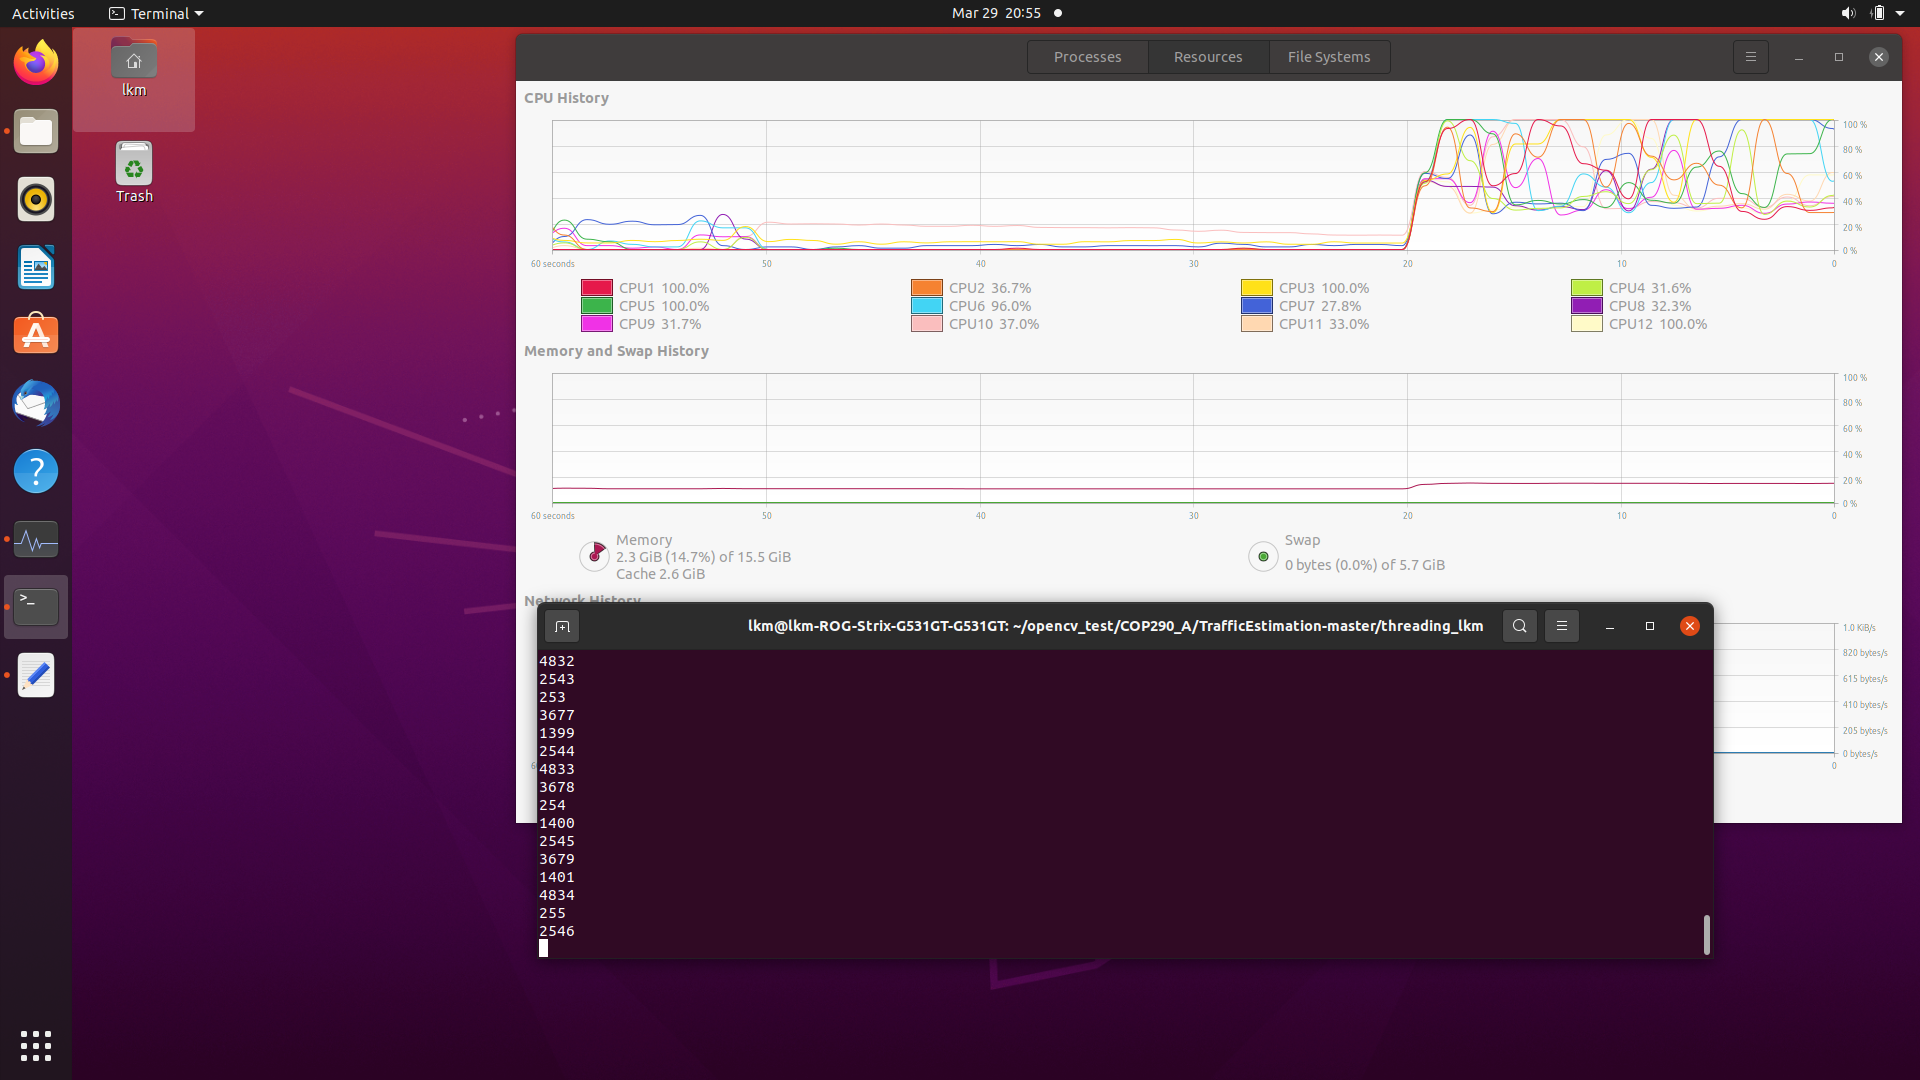 Activities
Terminal
Mar 29 20:55
lkm
Trash
Processes
Resources
File Systems
CPU History
100 %
80 %
60 %
40 %
20 %
0 %
60 seconds
50
40
30
20
10
0
CPU1 100.0%
CPU2 36.7%
CPU3 100.0%
CPU4 31.6%
CPU5 100.0%
CPU6 96.0%
CPU7 27.8%
CPU8 32.3%
CPU9 31.7%
CPU10 37.0%
CPU11 33.0%
CPU12 100.0%
Memory and Swap History
100 %
80 %
60 %
40 %
20 %
0 %
60 seconds
50
40
30
20
10
0
Memory
2.3 GiB (14.7%) of 15.5 GiB
Cache 2.6 GiB
Swap
0 bytes (0.0%) of 5.7 GiB
Network History
1.0 KiB/s
820 bytes/s
615 bytes/s
410 bytes/s
205 bytes/s
0 bytes/s
0
lkm@lkm-ROG-Strix-G531GT-G531GT: ~/opencv_test/COP290_A/TrafficEstimation-master/threading_lkm
4832
2543
253
3677
1399
2544
4833
3678
254
1400
2545
3679
1401
4834
255
2546